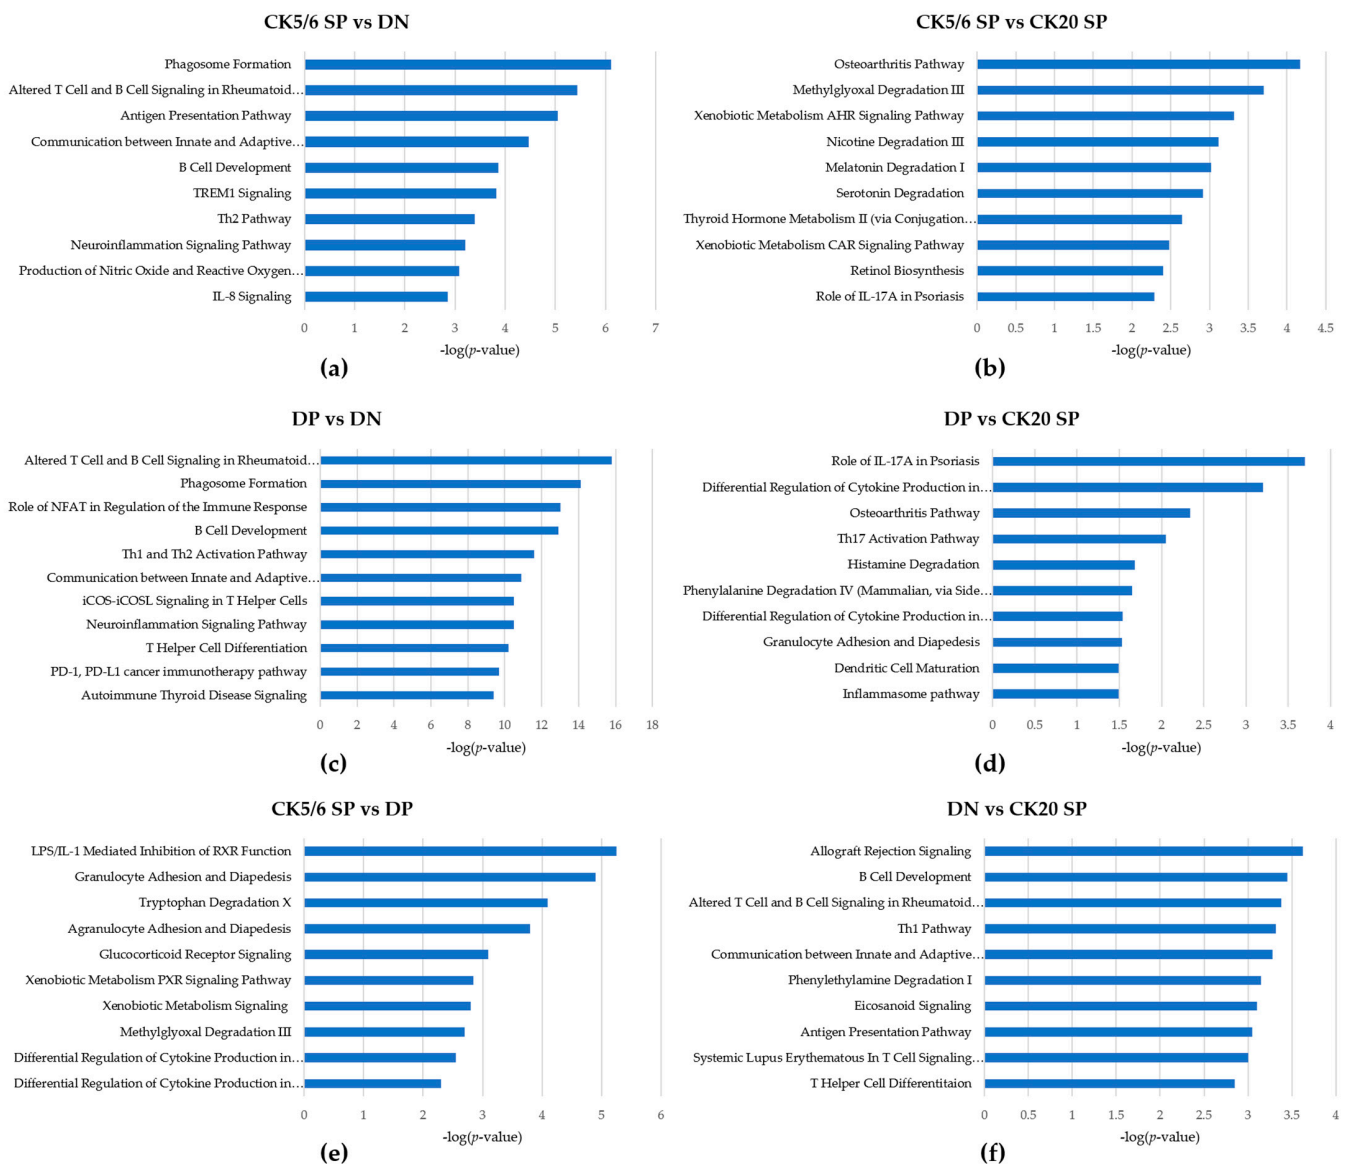 CK5/6 SP vs DN
Phagosome Formation
Altered T Cell and B Cell Signaling in Rheumatoid…
Antigen Presentation Pathway
Communication between Innate and Adaptive…
B Cell Development
TREM1 Signaling
Th2 Pathway
Neuroinflammation Signaling Pathway
Production of Nitric Oxide and Reactive Oxygen…
IL-8 Signaling
0 1 2 3 4 5 6 7
-log(p-value)
(a)
CK5/6 SP vs CK20 SP
Osteoarthritis Pathway
Methylglyoxal Degradation III
Xenobiotic Metabolism AHR Signaling Pathway
Nicotine Degradation III
Melatonin Degradation I
Serotonin Degradation
Thyroid Hormone Metabolism II (via Conjugation…
Xenobiotic Metabolism CAR Signaling Pathway
Retinol Biosynthesis
Role of IL-17A in Psoriasis
0 0.5 1 1.5 2 2.5 3 3.5 4 4.5
-log(p-value)
(b)
DP vs DN
Altered T Cell and B Cell Signaling in Rheumatoid…
Phagosome Formation
Role of NFAT in Regulation of the Immune Response
B Cell Development
Th1 and Th2 Activation Pathway
Communication between Innate and Adaptive…
iCOS-iCOSL Signaling in T Helper Cells
Neuroinflammation Signaling Pathway
T Helper Cell Differentiation
PD-1, PD-L1 cancer immunotherapy pathway
Autoimmune Thyroid Disease Signaling
0 2 4 6 8 10 12 14 16 18
-log(p-value)
(c)
DP vs CK20 SP
Role of IL-17A in Psoriasis
Differential Regulation of Cytokine Production in…
Osteoarthritis Pathway
Th17 Activation Pathway
Histamine Degradation
Phenylalanine Degradation IV (Mammalian, via Side…
Differential Regulation of Cytokine Production in…
Granulocyte Adhesion and Diapedesis
Dendritic Cell Maturation
Inflammasome pathway
0 0.5 1 1.5 2 2.5 3 3.5 4
-log(p-value)
(d)
CK5/6 SP vs DP
LPS/IL-1 Mediated Inhibition of RXR Function
Granulocyte Adhesion and Diapedesis
Tryptophan Degradation X
Agranulocyte Adhesion and Diapedesis
Glucocorticoid Receptor Signaling
Xenobiotic Metabolism PXR Signaling Pathway
Xenobiotic Metabolism Signaling
Methylglyoxal Degradation III
Differential Regulation of Cytokine Production in…
Differential Regulation of Cytokine Production in…
0 1 2 3 4 5 6
-log(p-value)
(e)
DN vs CK20 SP
Allograft Rejection Signaling
B Cell Development
Altered T Cell and B Cell Signaling in Rheumatoid…
Th1 Pathway
Communication between Innate and Adaptive…
Phenylethylamine Degradation I
Eicosanoid Signaling
Antigen Presentation Pathway
Systemic Lupus Erythematous In T Cell Signaling…
T Helper Cell Differentitaion
0 0.5 1 1.5 2 2.5 3 3.5 4
-log(p-value)
(f)